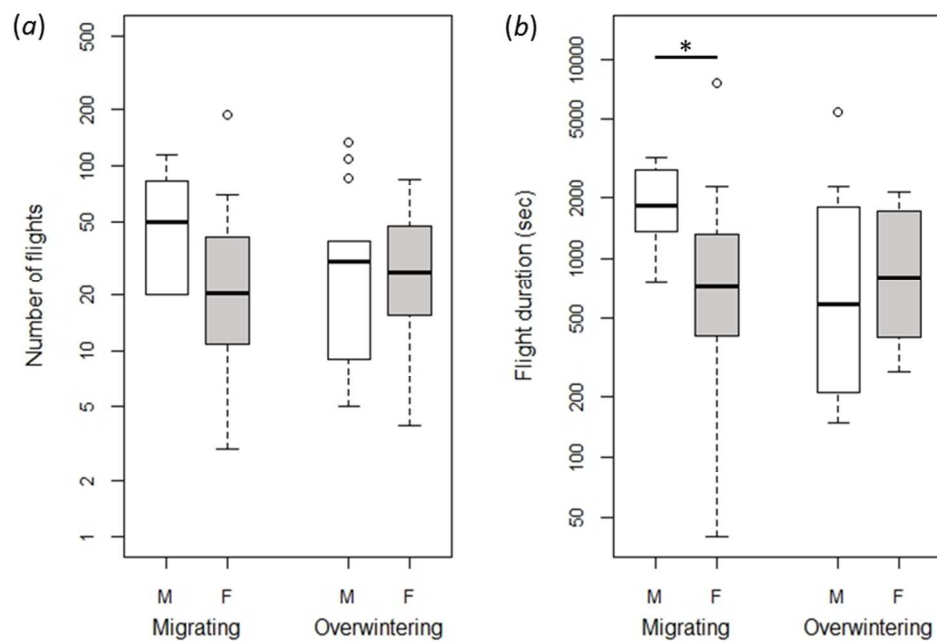 (a)
Number of flights
500
200
100
50
20
10
5
2
1
M F M F
Migrating Overwintering
(b)
*
Flight duration (sec)
10000
5000
2000
1000
500
200
100
50
M F M F
Migrating Overwintering